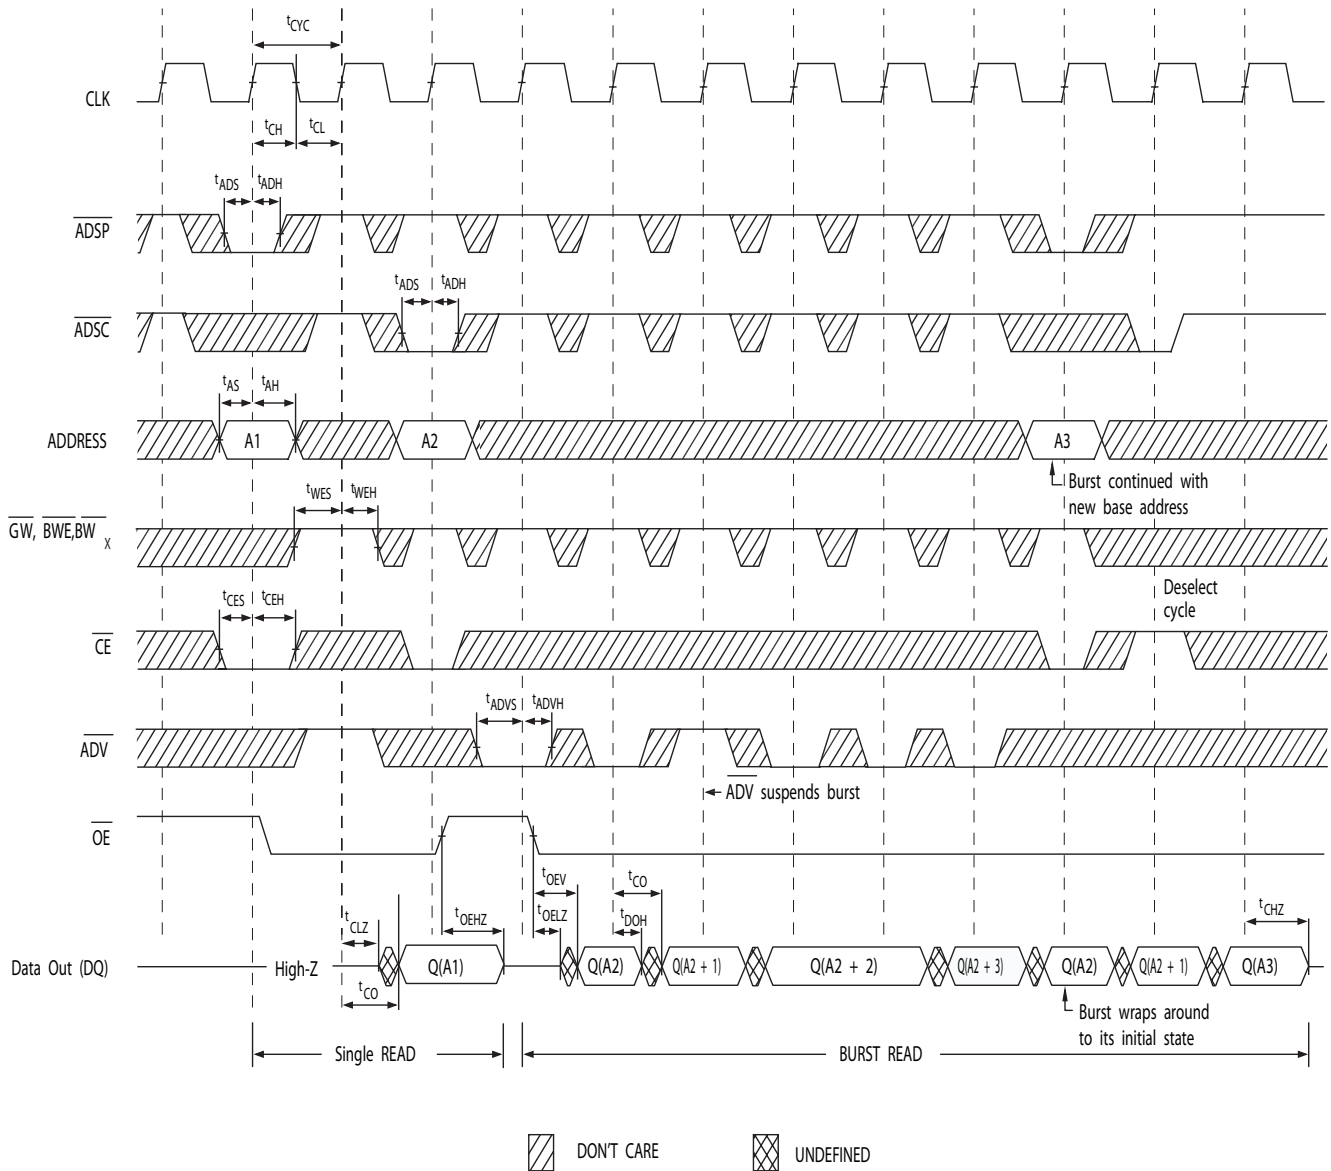 tCYC
CLK
tCH
tCL
tADS
tADH
ADSP
tADS
tADH
ADSC
tAS
tAH
ADDRESS
A1
A2
A3
Burst continued with
new base address
tWES
tWEH
GW, BWE,BW X
Deselect
cycle
tCES
tCEH
CE
tADVS
tADVH
ADV
ADV suspends burst
OE
tOEV
tCO
tCLZ
tOEHZ
tOELZ
tDOH
tCHZ
Data Out (DQ)
High-Z
Q(A1)
Q(A2)
Q(A2 + 1)
Q(A2 + 2)
Q(A2 + 3)
Q(A2)
Q(A2 + 1)
Q(A3)
tCO
Burst wraps around
to its initial state
Single READ
BURST READ
DON'T CARE
UNDEFINED